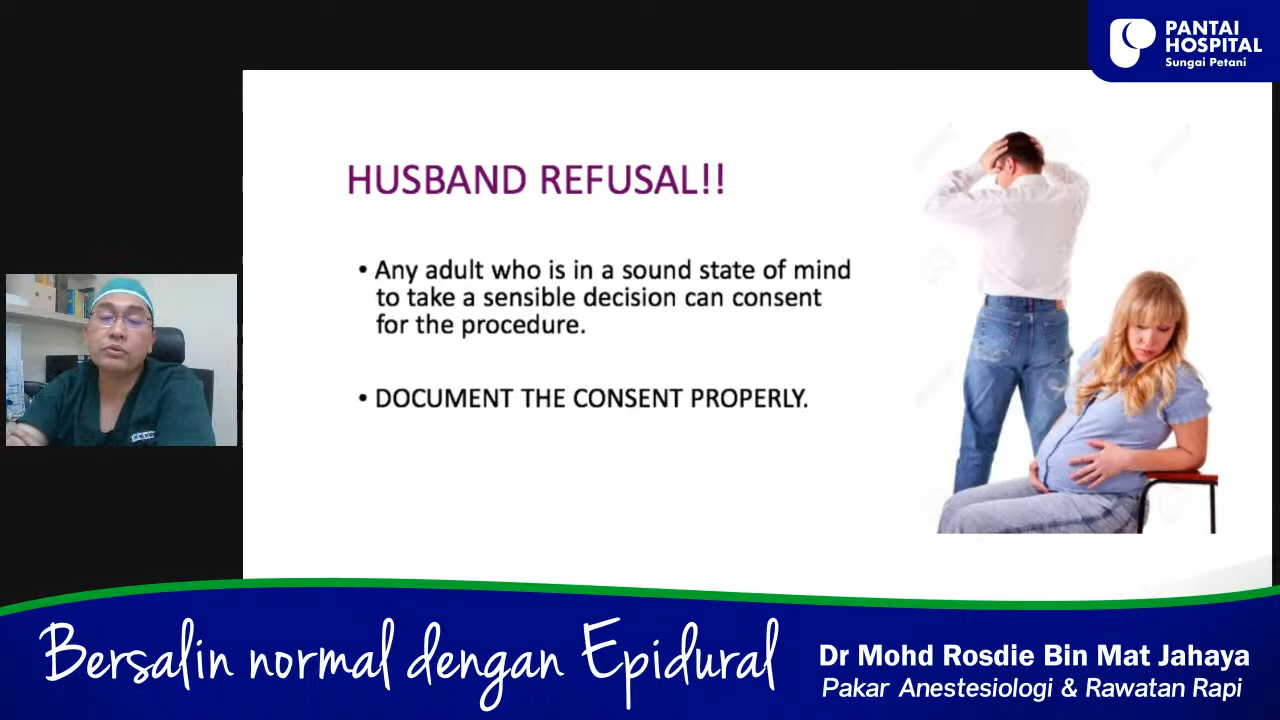 PANTAI
HOSPITAL
Sungai Petani
HUSBAND REFUSAL!!
• Any adult who is in a sound state of mind
to take a sensible decision can consent
for the procedure.
• DOCUMENT THE CONSENT PROPERLY.
Bersalin normal dengan Epidural
Dr Mohd Rosdie Bin Mat Jahaya
Pakar Anestesiologi & Rawatan Rapi